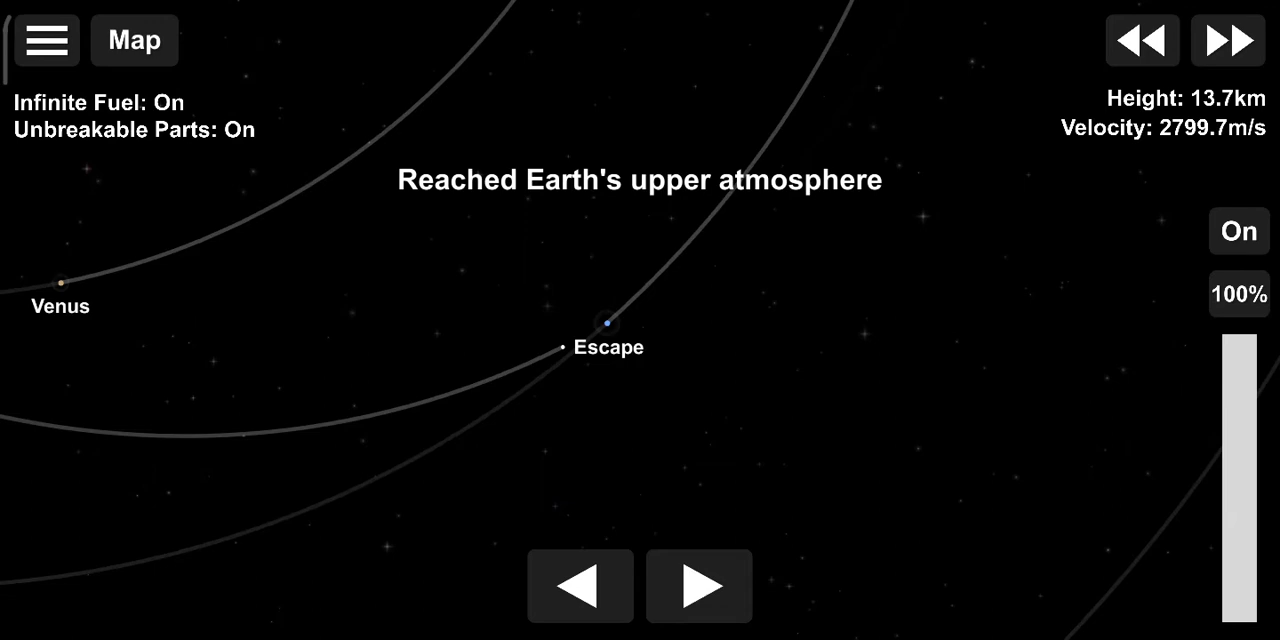 Map
Infinite Fuel: On
Unbreakable Parts: On
Height: 13.7km
Velocity: 2799.7m/s
Reached Earth's upper atmosphere
On
100%
Venus
Escape